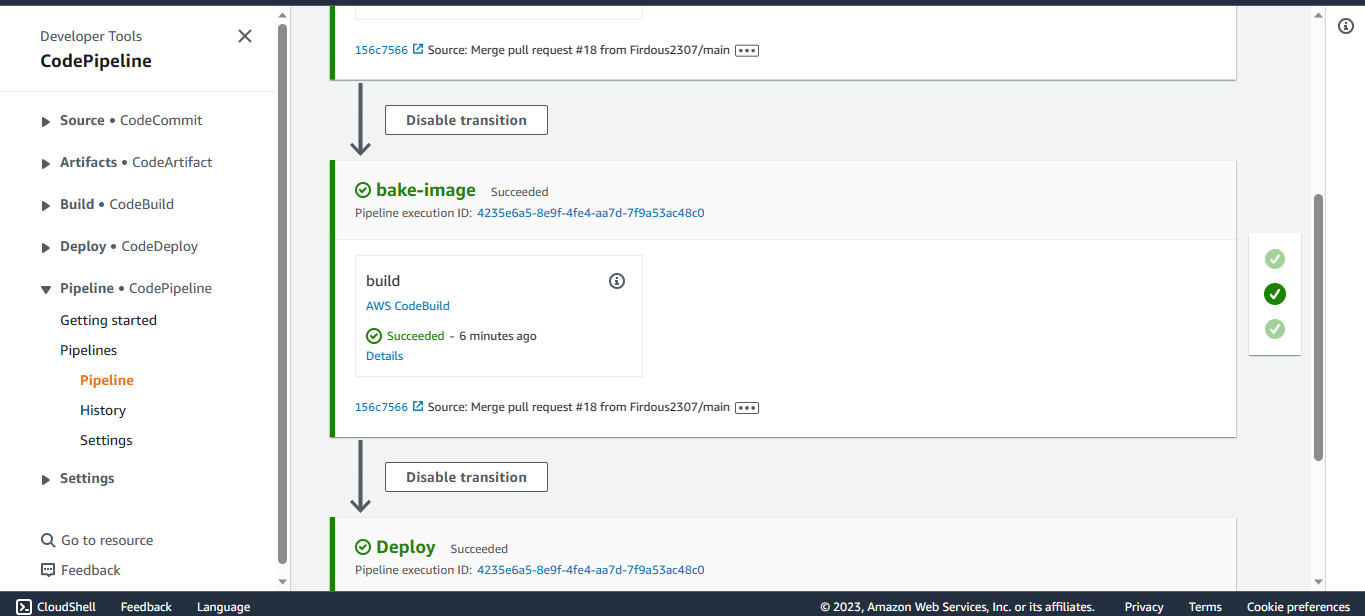 Developer Tools
CodePipeline
Source • CodeCommit
Artifacts • CodeArtifact
Build • CodeBuild
Deploy • CodeDeploy
Pipeline • CodePipeline
Getting started
Pipelines
Pipeline
History
Settings
Settings
Go to resource
Feedback
156c7566 Source: Merge pull request #18 from Firdous2307/main
Disable transition
bake-image Succeeded
Pipeline execution ID: 4235e6a5-8e9f-4fe4-aa7d-7f9a53ac48c0
build
AWS CodeBuild
Succeeded - 6 minutes ago
Details
156c7566 Source: Merge pull request #18 from Firdous2307/main
Disable transition
Deploy Succeeded
Pipeline execution ID: 4235e6a5-8e9f-4fe4-aa7d-7f9a53ac48c0
CloudShell Feedback Language © 2023, Amazon Web Services, Inc. or its affiliates. Privacy Terms Cookie preferences